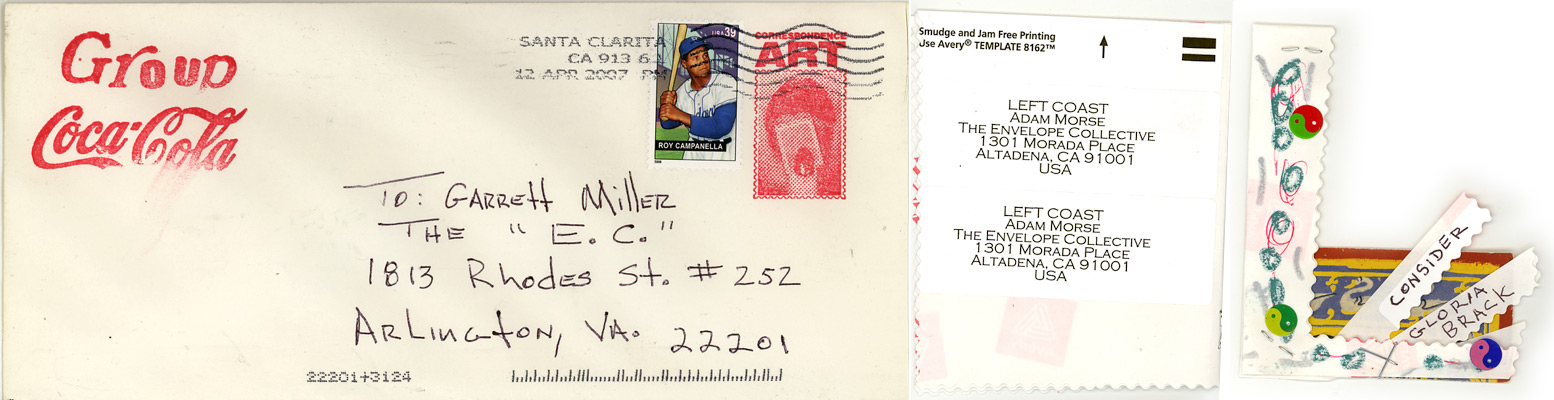 Group
Coca-Cola
SANTA CLARITA
CA 913 6 2
12 APR 2007 PM
USA 39
ROY CAMPANELLA
CORRESPONDENCE
ART
TO: GARRETT MILLER
THE "E.C."
1813 Rhodes St. # 252
ARLINGTON, VA. 22201
22201+3124
Smudge and Jam Free Printing
Use Avery® TEMPLATE 8162™
LEFT COAST
ADAM MORSE
THE ENVELOPE COLLECTIVE
1301 MORADA PLACE
ALTADENA, CA 91001
USA
LEFT COAST
ADAM MORSE
THE ENVELOPE COLLECTIVE
1301 MORADA PLACE
ALTADENA, CA 91001
USA
CONSIDER
GLORIA
BRACK